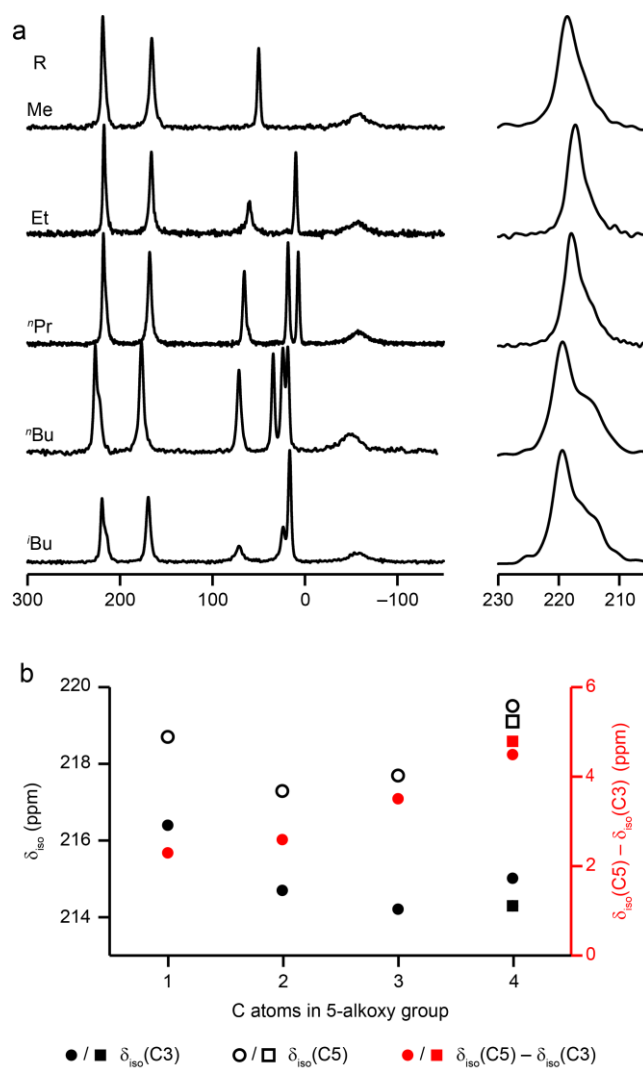 a
R
Me
Et
ⁿPr
ⁿBu
ⁱBu
300 200 100 0 –100
230 220 210
b
220
218
216
214
δiso (ppm)
6
4
2
0
δiso(C5) – δiso(C3) (ppm)
1 2 3 4
C atoms in 5-alkoxy group
● / ■ δiso(C3) ○ / □ δiso(C5) ● / ■ δiso(C5) – δiso(C3)